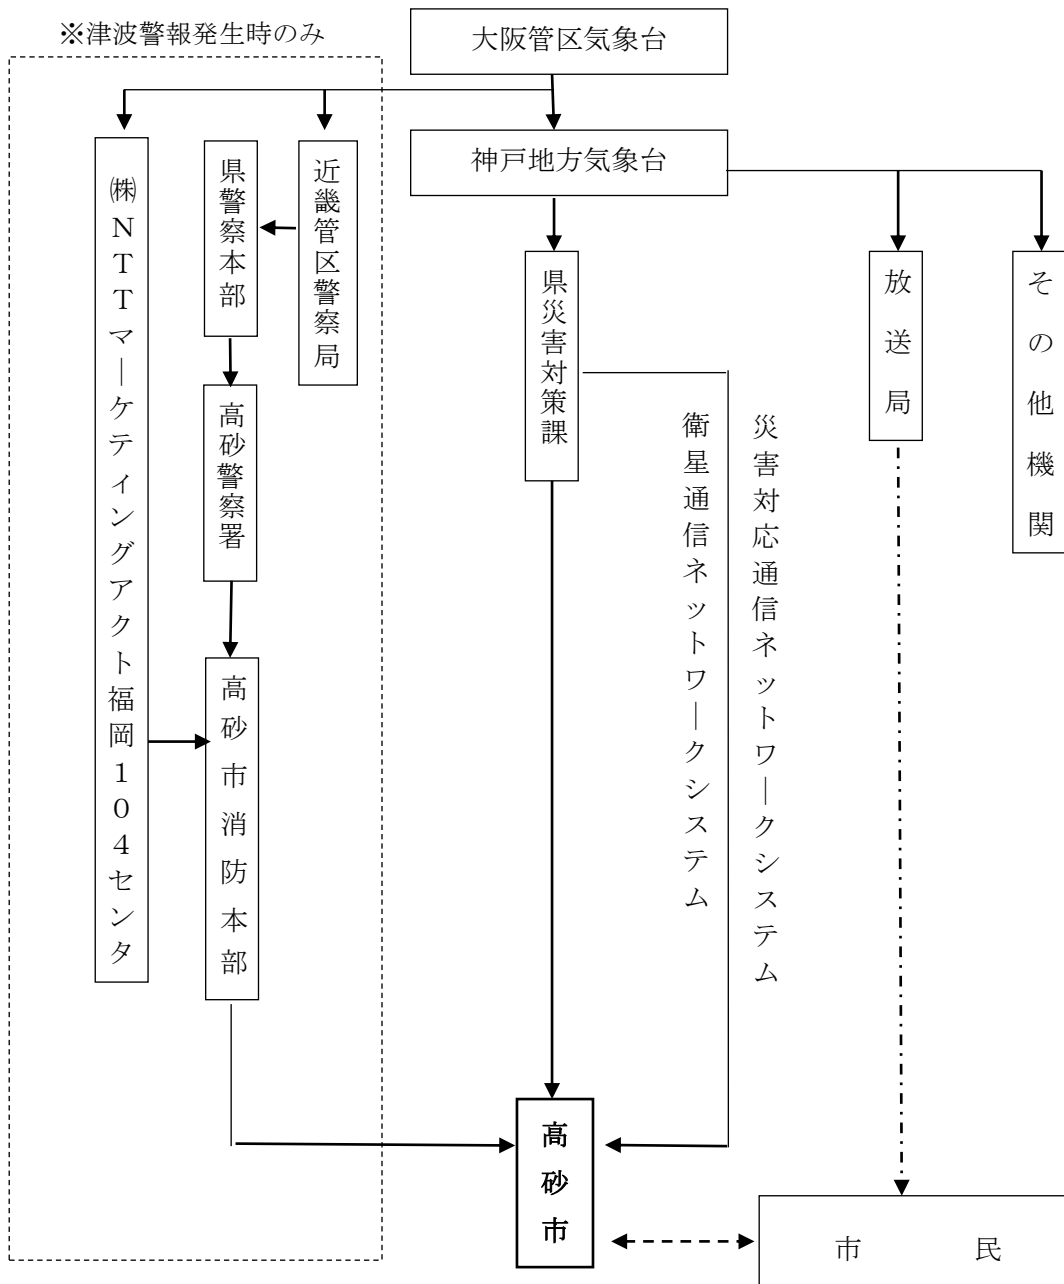 ※津波警報発生時のみ
大阪管区気象台
神戸地方気象台
㈱NTTマーケティングアクト福岡104センタ
県警察本部
近畿管区警察局
高砂警察署
高砂市消防本部
県災害対策課
衛星通信ネットワークシステム
災害対応通信ネットワークシステム
放送局
その他機関
高砂市
市民